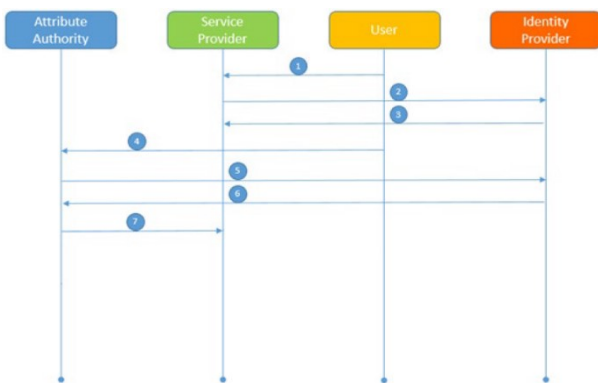 Attribute
Authority
Service
Provider
User
Identity
Provider
1
2
3
4
5
6
7